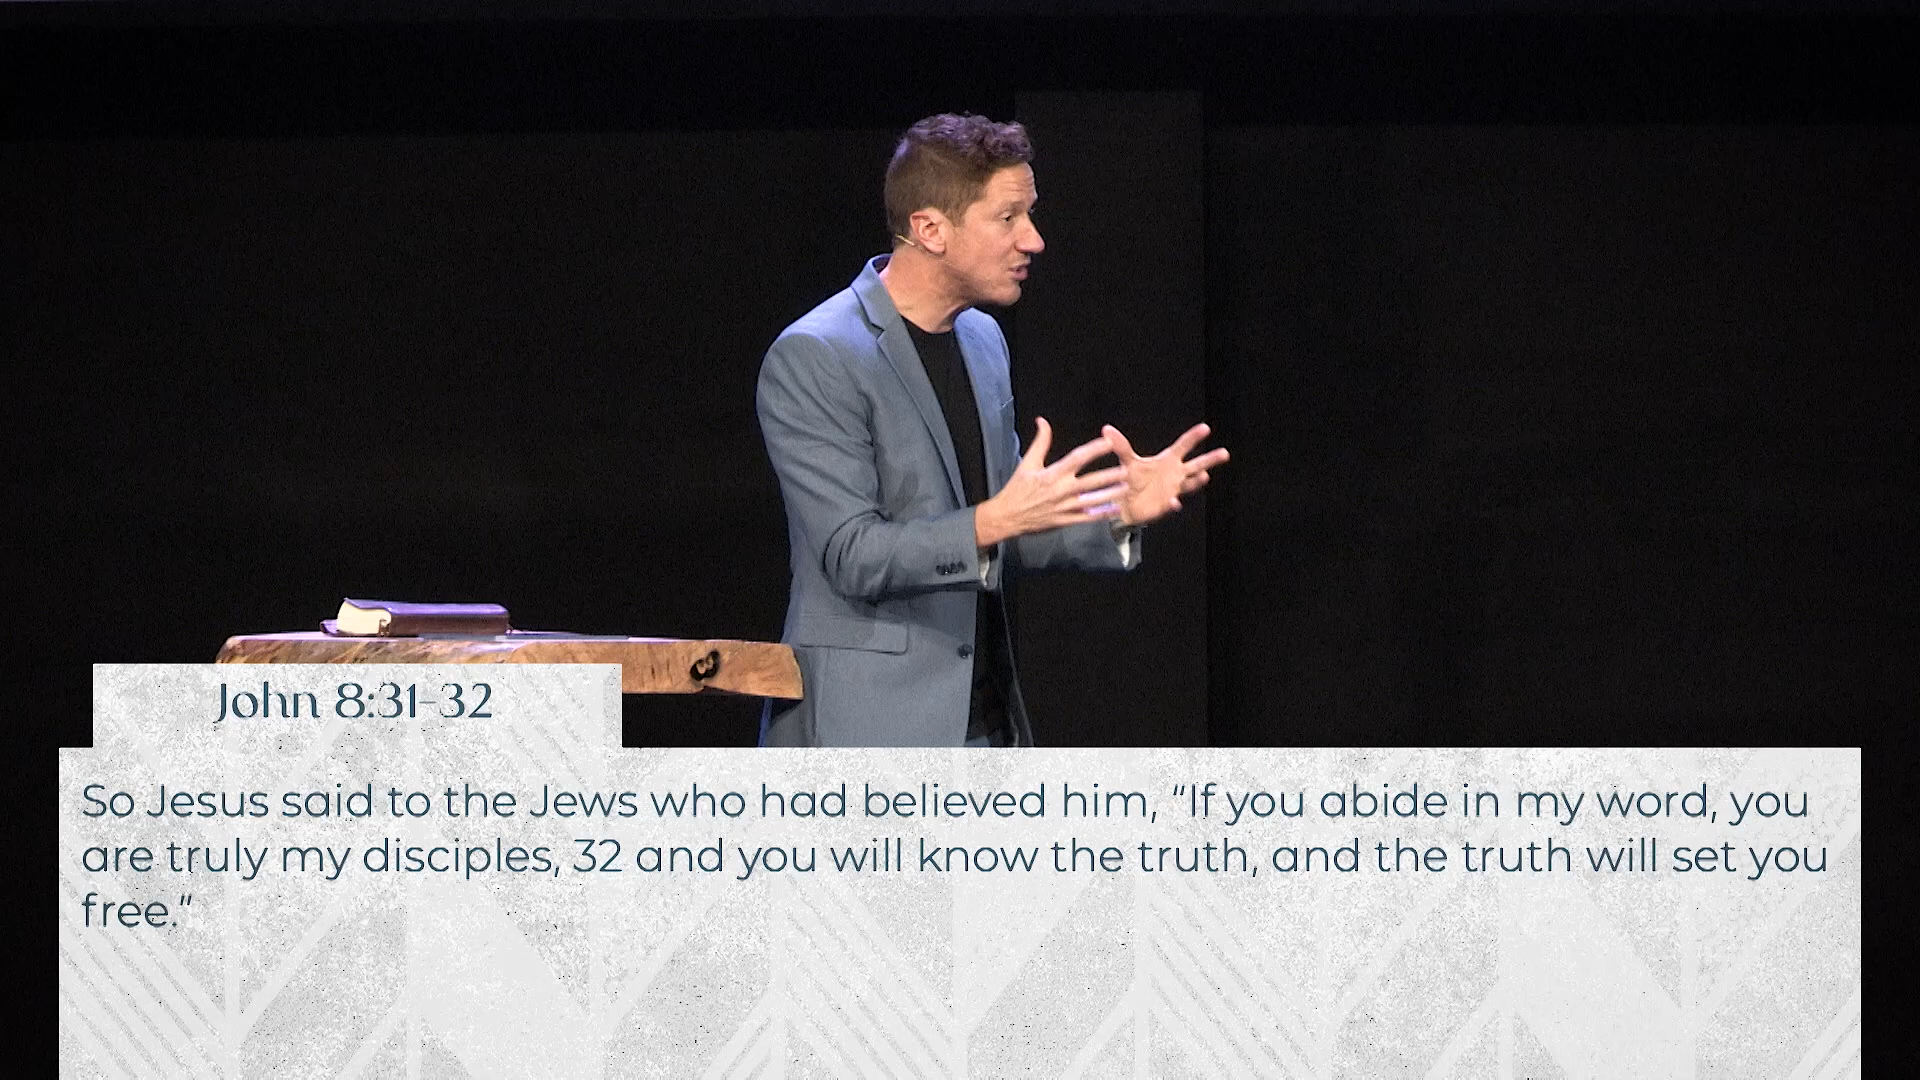 John 8:31-32
So Jesus said to the Jews who had believed him, “If you abide in my word, you
are truly my disciples, 32 and you will know the truth, and the truth will set you
free.”